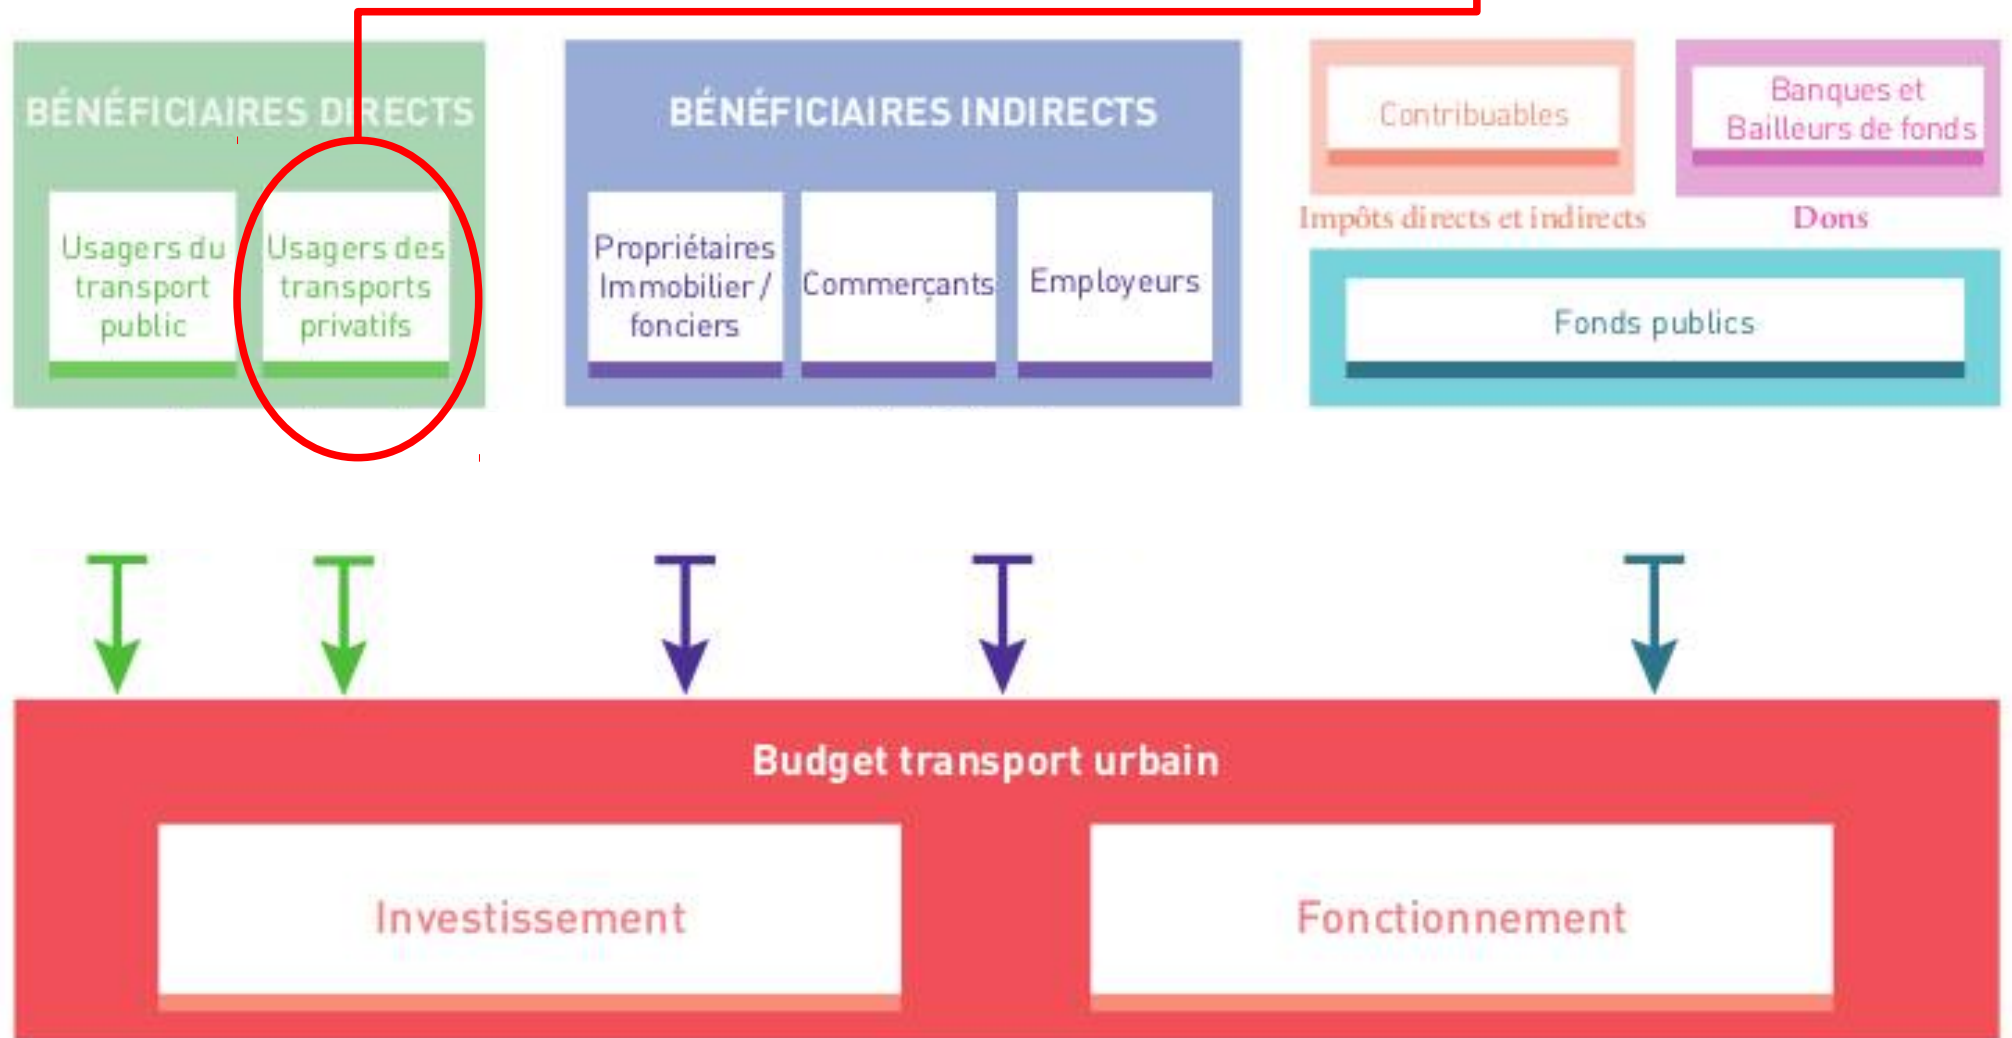 BÉNÉFICIAIRES DIRECTS
Usagers du
transport
public
Usagers des
transports
privatifs
BÉNÉFICIAIRES INDIRECTS
Propriétaires
Immobilier /
fonciers
Commerçants
Employeurs
Contribuables
Impôts directs et indirects
Banques et
Bailleurs de fonds
Dons
Fonds publics
Budget transport urbain
Investissement
Fonctionnement